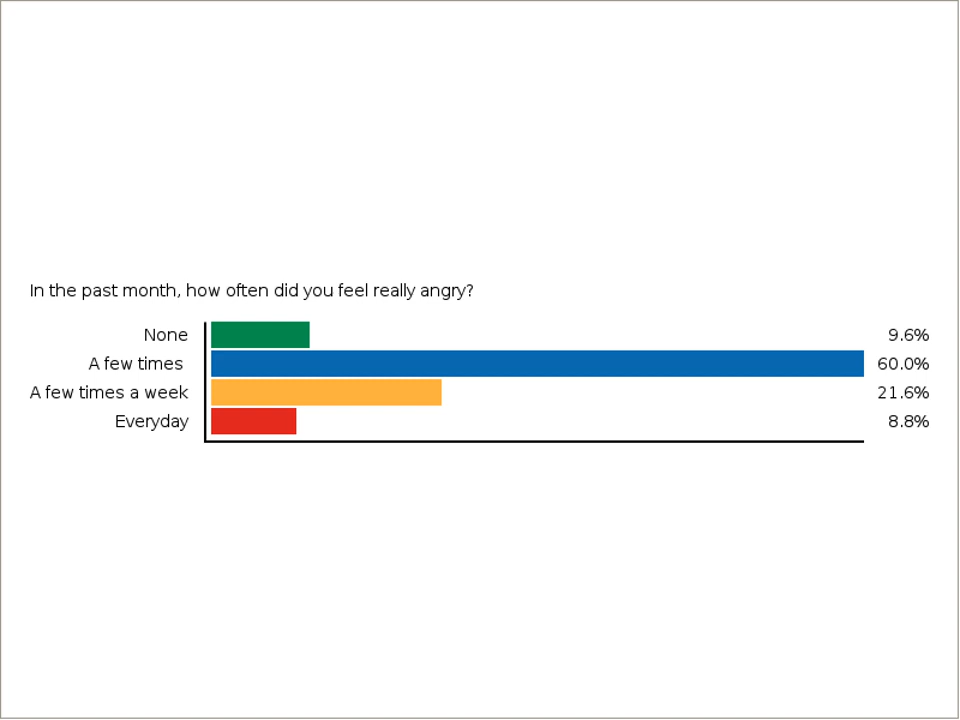 In the past month, how often did you feel really angry?
None 9.6%
A few times 60.0%
A few times a week 21.6%
Everyday 8.8%